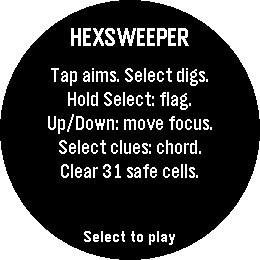 HEXSWEEPER
Tap aims. Select digs.
Hold Select: flag.
Up/Down: move focus.
Select clues: chord.
Clear 31 safe cells.
Select to play